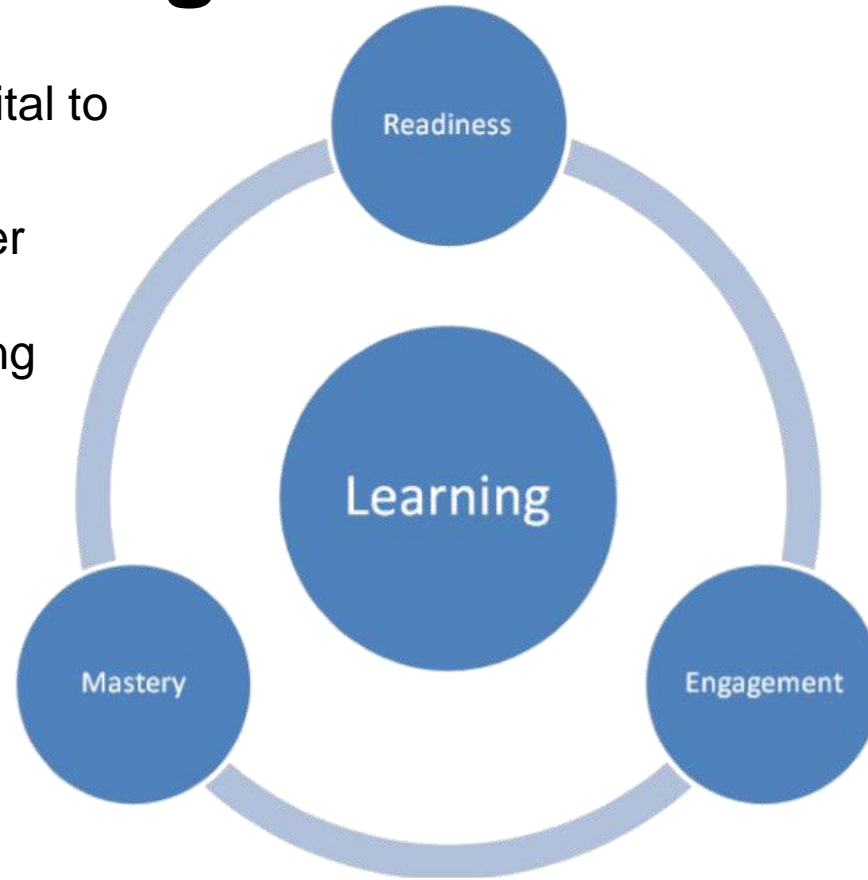 g
ital to
Readiness
er
ng
Learning
Mastery
Engagement